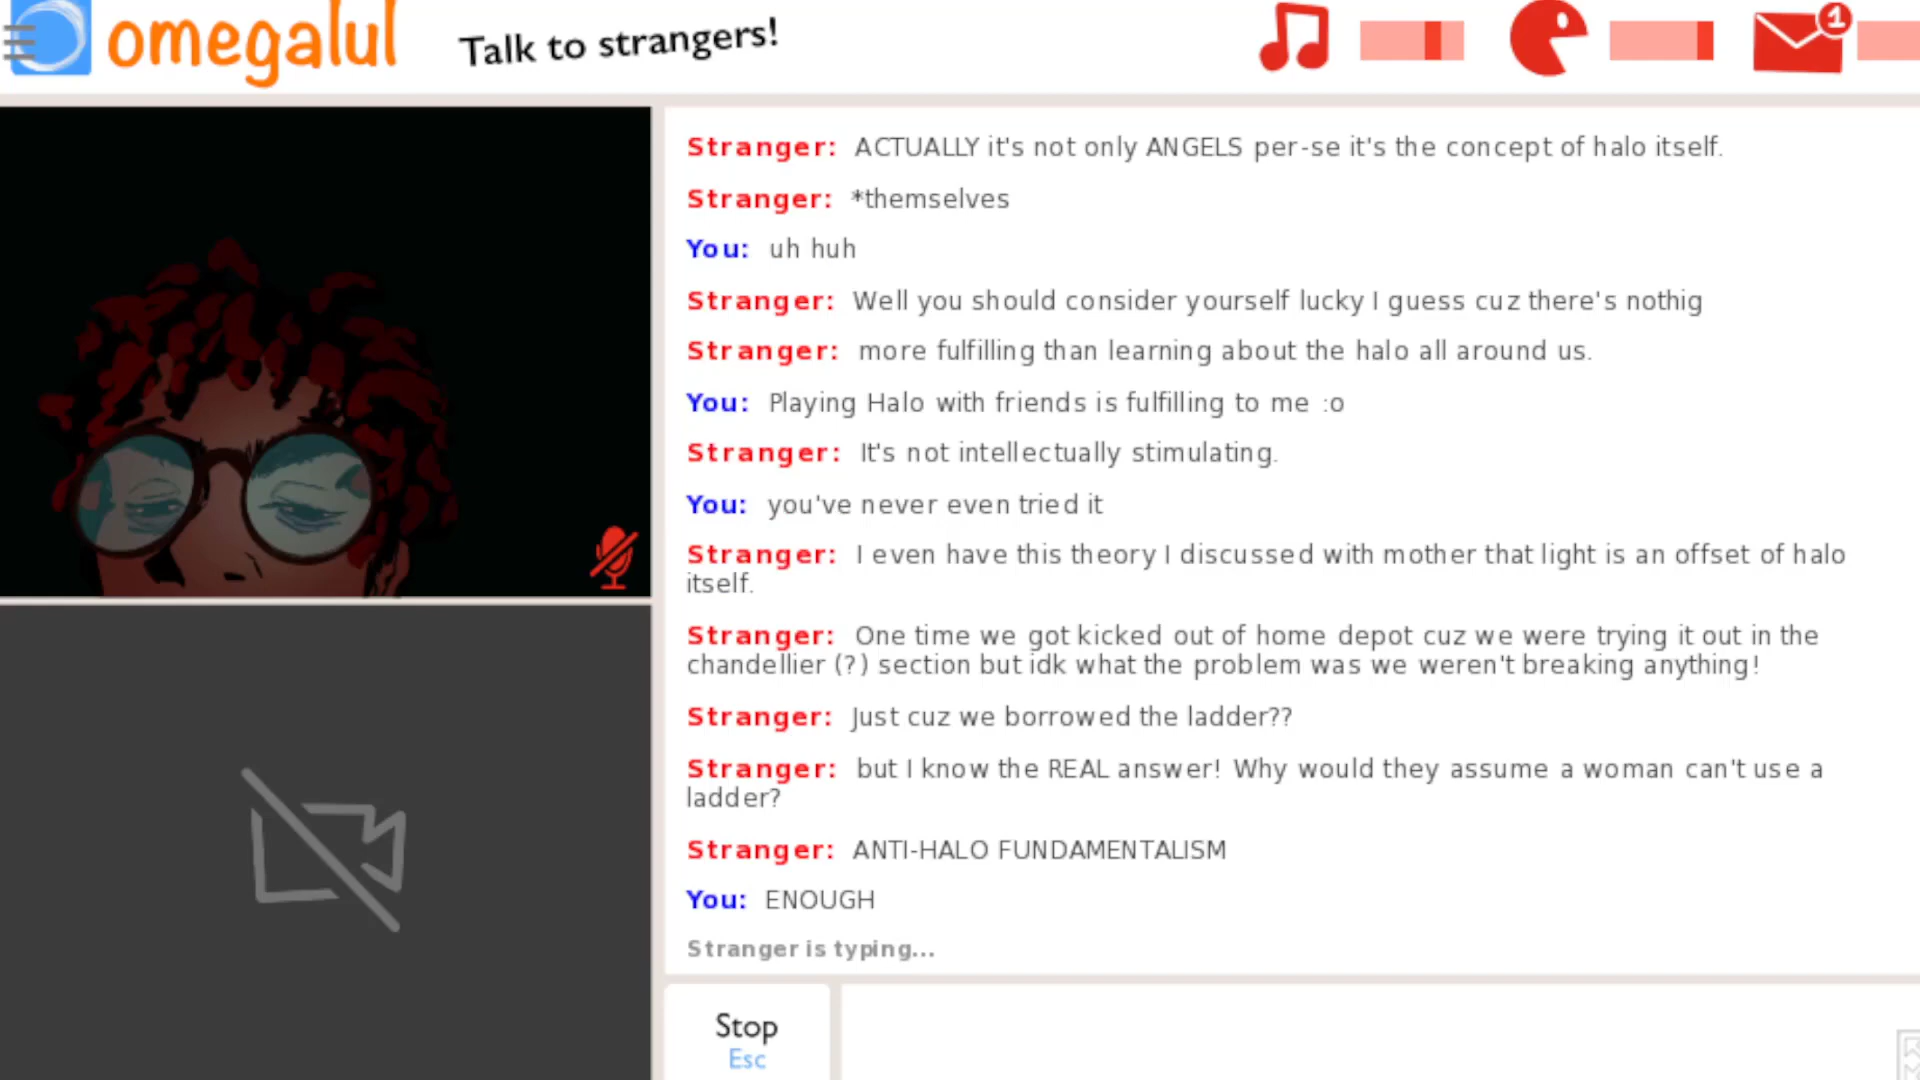 omegalul
Talk to strangers!
1
Stranger: ACTUALLY it's not only ANGELS per-se it's the concept of halo itself.
Stranger: *themselves
You: uh huh
Stranger: Well you should consider yourself lucky I guess cuz there's nothig
Stranger: more fulfilling than learning about the halo all around us.
You: Playing Halo with friends is fulfilling to me :o
Stranger: It's not intellectually stimulating.
You: you've never even tried it
Stranger: I even have this theory I discussed with mother that light is an offset of halo
itself.
Stranger: One time we got kicked out of home depot cuz we were trying it out in the
chandellier (?) section but idk what the problem was we weren't breaking anything!
Stranger: Just cuz we borrowed the ladder??
Stranger: but I know the REAL answer! Why would they assume a woman can't use a
ladder?
Stranger: ANTI-HALO FUNDAMENTALISM
You: ENOUGH
Stranger is typing...
Stop
Esc